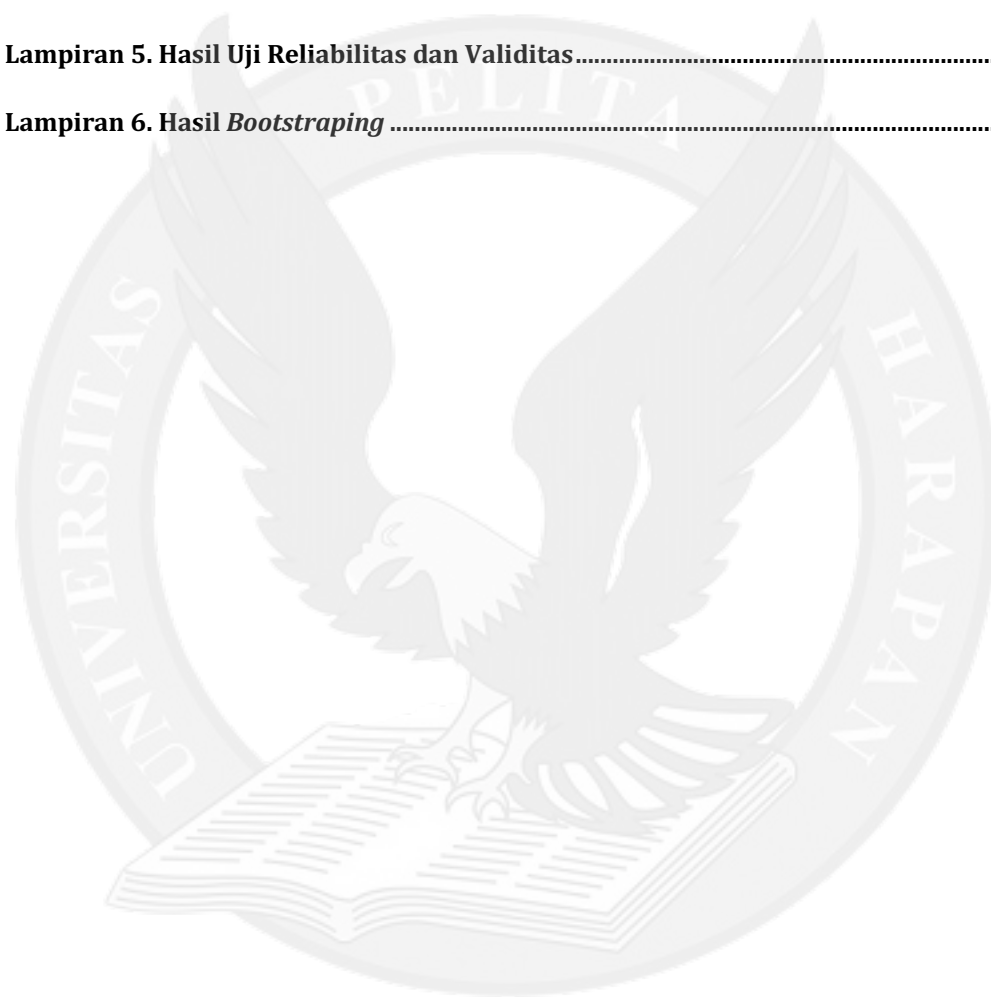 Lampiran 5. Hasil Uji Reliabilitas dan Validitas........................................................................
Lampiran 6. Hasil Bootstraping ....................................................................................................
UNIVERSITAS PELITA HARAPAN